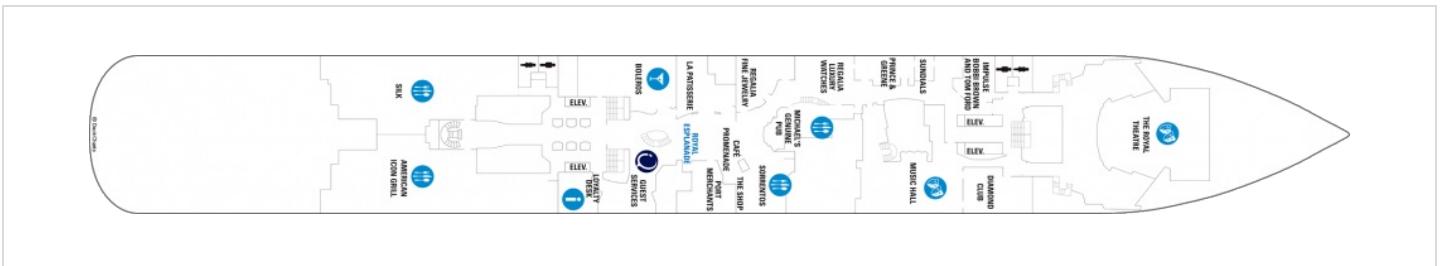 © DeckChairs
SILK
AMERICAN
ICON GRILL
ELEV.
ELEV.
LOYALTY
DESK
i
BOLEROS
GUEST
SERVICES
LA PATISSERIE
ROYAL
ESPLANADE
PORT
MERCHANTS
REGALIA
FINE JEWELRY
CAFÉ
PROMENADE
THE SHOP
SORRENTOS
MICHAEL'S
GENUINE
PUB
REGALIA
LUXURY
WATCHES
PRINCE &
GREENE
SUNDIALS
MUSIC HALL
IMPULSE
BOBBI BROWN
AND TOM FORD
ELEV.
ELEV.
DIAMOND
CLUB
THE ROYAL
THEATRE